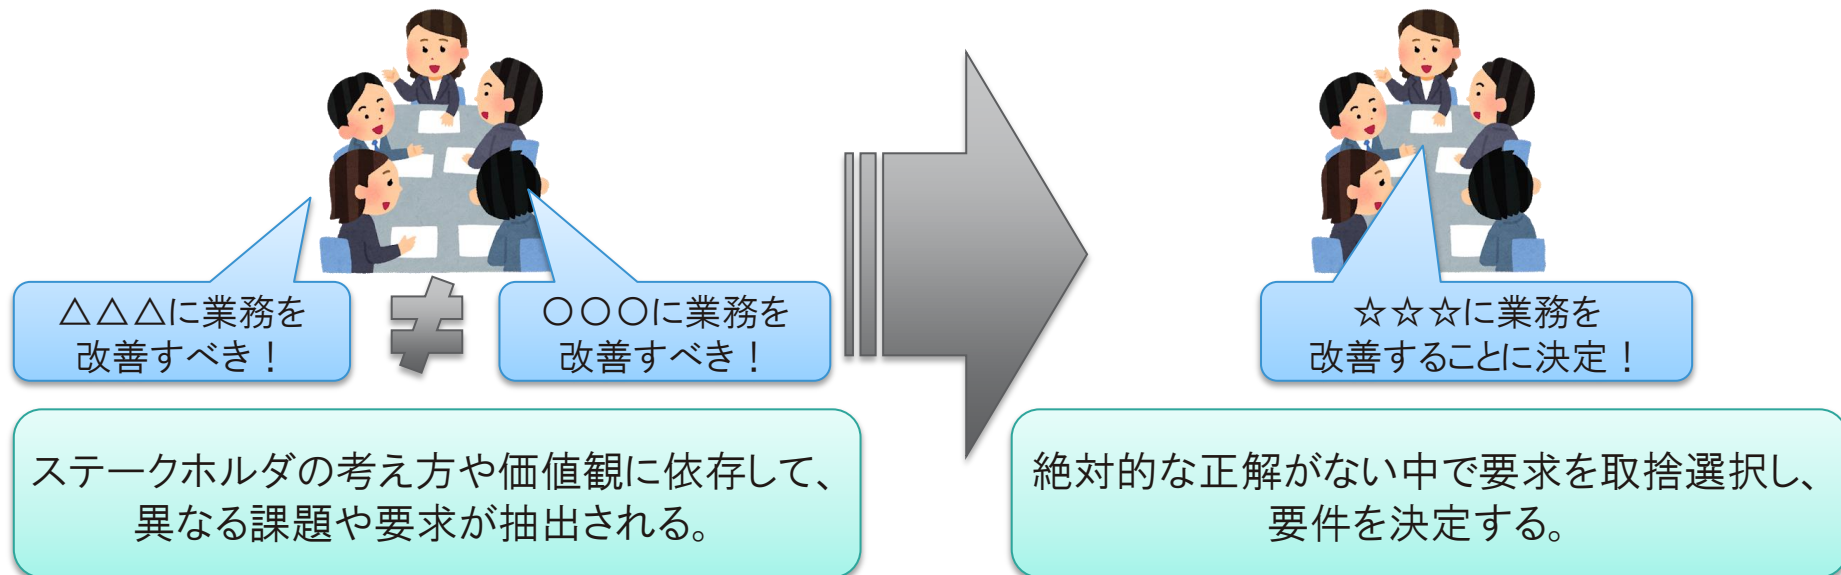 △△△に業務を
改善すべき！
≠
〇〇〇に業務を
改善すべき！
☆☆☆に業務を
改善することに決定！
ステークホルダの考え方や価値観に依存して、
異なる課題や要求が抽出される。
絶対的な正解がない中で要求を取捨選択し、
要件を決定する。